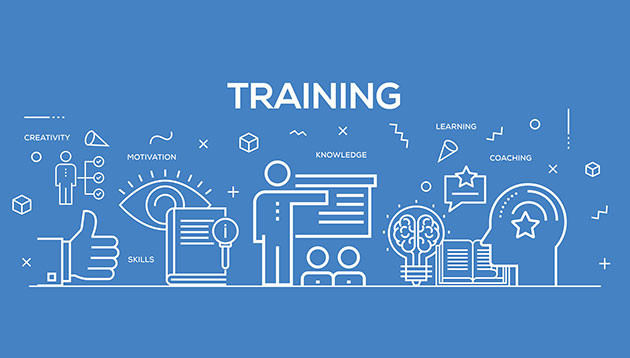 TRAINING
CREATIVITY
MOTIVATION
KNOWLEDGE
LEARNING
COACHING
SKILLS
i